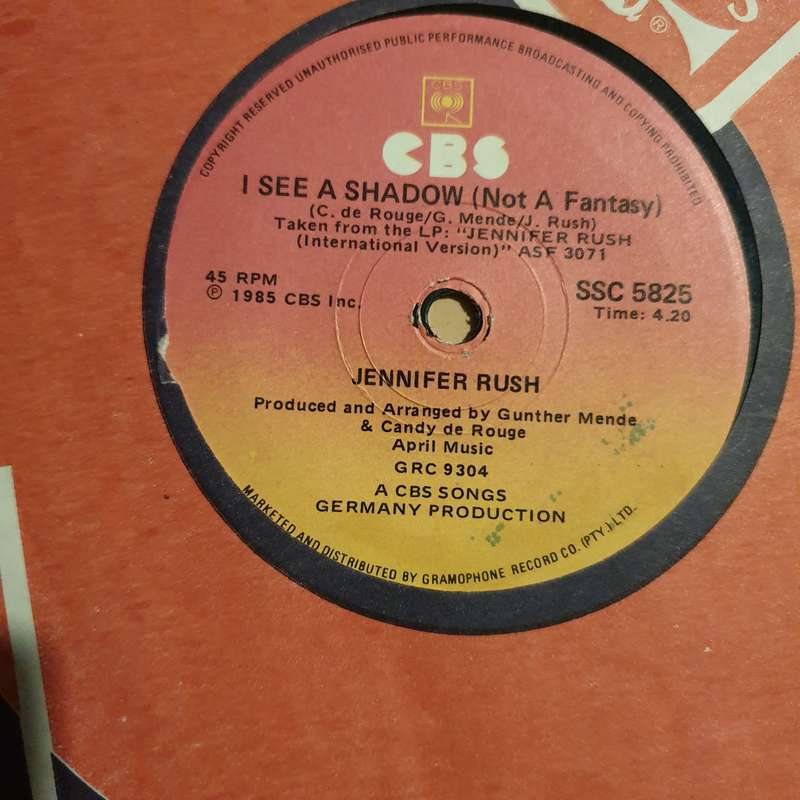 COPYRIGHT RESERVED UNAUTHORISED PUBLIC PERFORMANCE BROADCASTING AND COPYING PROHIBITED
CBS
CBS
I SEE A SHADOW (Not A Fantasy)
(C. de Rouge/G. Mende/J. Rush)
Taken from the LP: "JENNIFER RUSH
(International Version)" ASF 3071
45 RPM
℗ 1985 CBS Inc.
SSC 5825
Time: 4.20
JENNIFER RUSH
Produced and Arranged by Gunther Mende
& Candy de Rouge
April Music
GRC 9304
A CBS SONGS
GERMANY PRODUCTION
MARKETED AND DISTRIBUTED BY GRAMOPHONE RECORD CO. (PTY.) LTD.